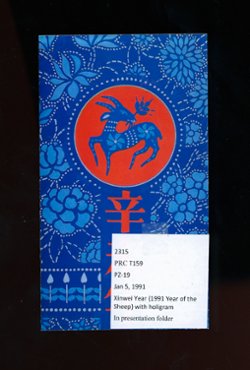 辛
2315
PRC T159
PZ-19
Jan 5, 1991
Xinwei Year (1991 Year of the
Sheep) with holigram
In presentation folder